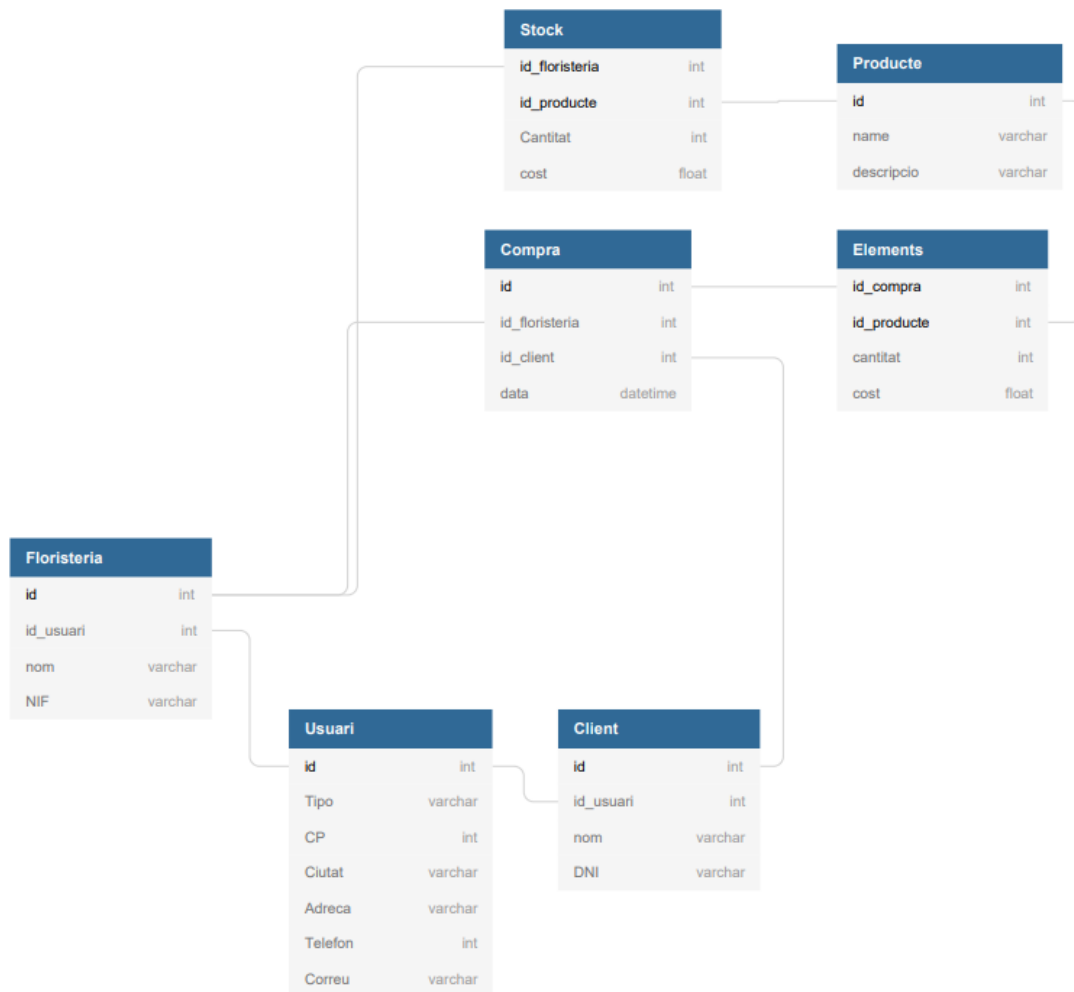 Stock
id_floristeria int
id_producte int
Cantitat int
cost float
Producte
id int
name varchar
descripcio varchar
Compra
id int
id_floristeria int
id_client int
data datetime
Elements
id_compra int
id_producte int
cantitat int
cost float
Floristeria
id int
id_usuari int
nom varchar
NIF varchar
Usuari
id int
Tipo varchar
CP int
Ciutat varchar
Adreca varchar
Telefon int
Correu varchar
Client
id int
id_usuari int
nom varchar
DNI varchar